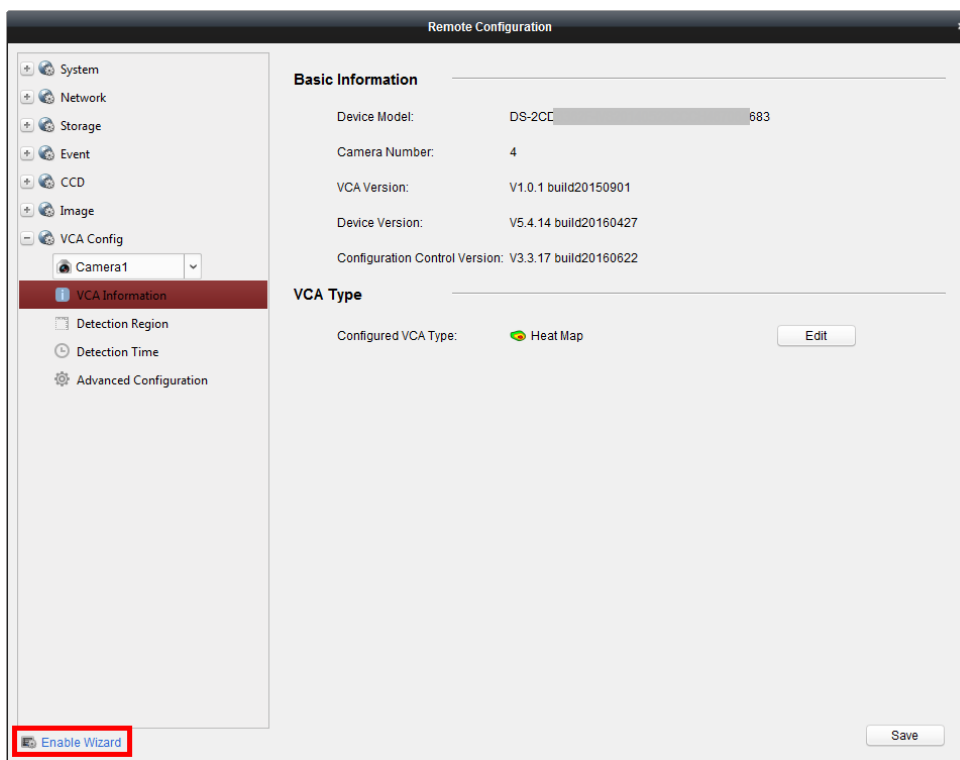 Remote Configuration
System
Network
Storage
Event
CCD
Image
VCA Config
Camera1
VCA Information
Detection Region
Detection Time
Advanced Configuration
Enable Wizard
Basic Information
Device Model: DS-2CD 683
Camera Number: 4
VCA Version: V1.0.1 build20150901
Device Version: V5.4.14 build20160427
Configuration Control Version: V3.3.17 build20160622
VCA Type
Configured VCA Type: Heat Map Edit
Save